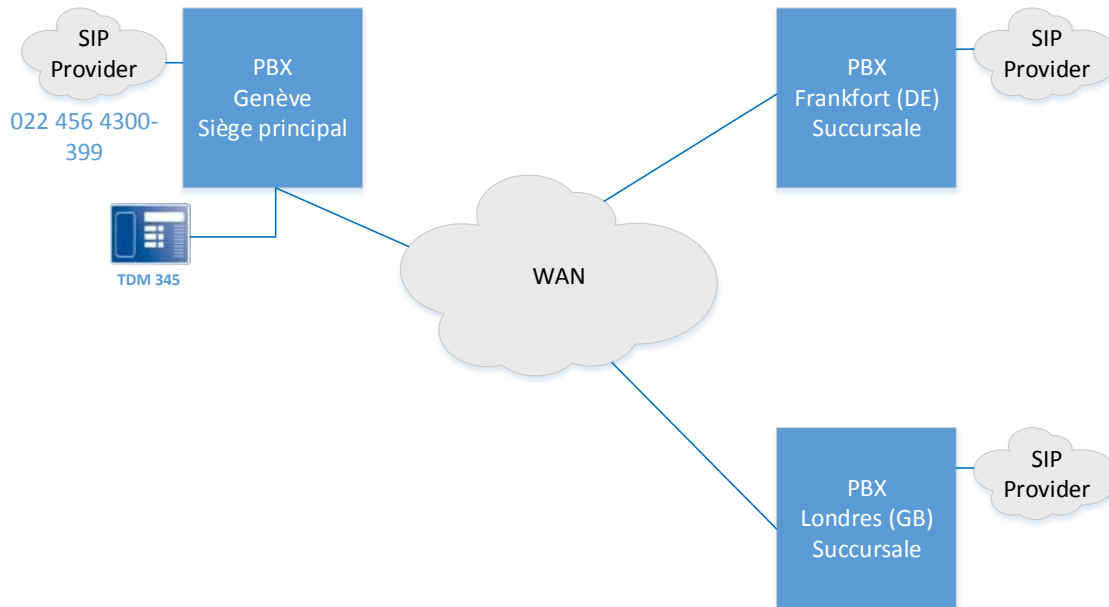 SIP
Provider
022 456 4300-
399
PBX
Genève
Siège principal
TDM 345
WAN
PBX
Frankfort (DE)
Succursale
SIP
Provider
PBX
Londres (GB)
Succursale
SIP
Provider